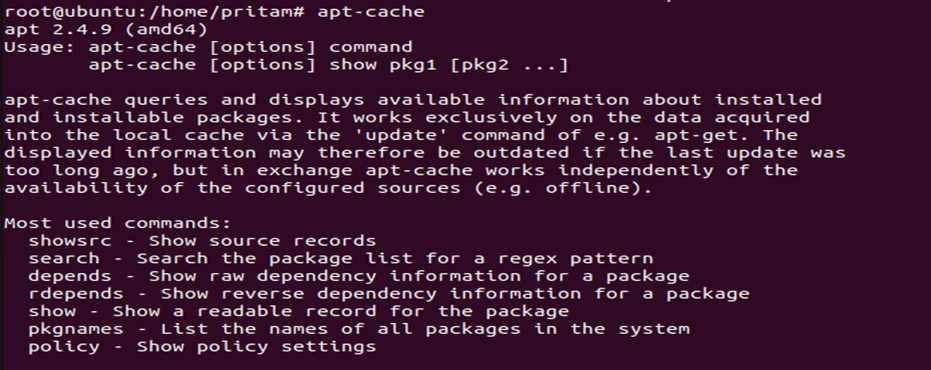 root@ubuntu:/home/pritam# apt-cache
apt 2.4.9 (amd64)
Usage: apt-cache [options] command
       apt-cache [options] show pkg1 [pkg2 ...]

apt-cache queries and displays available information about installed
and installable packages. It works exclusively on the data acquired
into the local cache via the 'update' command of e.g. apt-get. The
displayed information may therefore be outdated if the last update was
too long ago, but in exchange apt-cache works independently of the
availability of the configured sources (e.g. offline).

Most used commands:
  showsrc - Show source records
  search - Search the package list for a regex pattern
  depends - Show raw dependency information for a package
  rdepends - Show reverse dependency information for a package
  show - Show a readable record for the package
  pkgnames - List the names of all packages in the system
  policy - Show policy settings